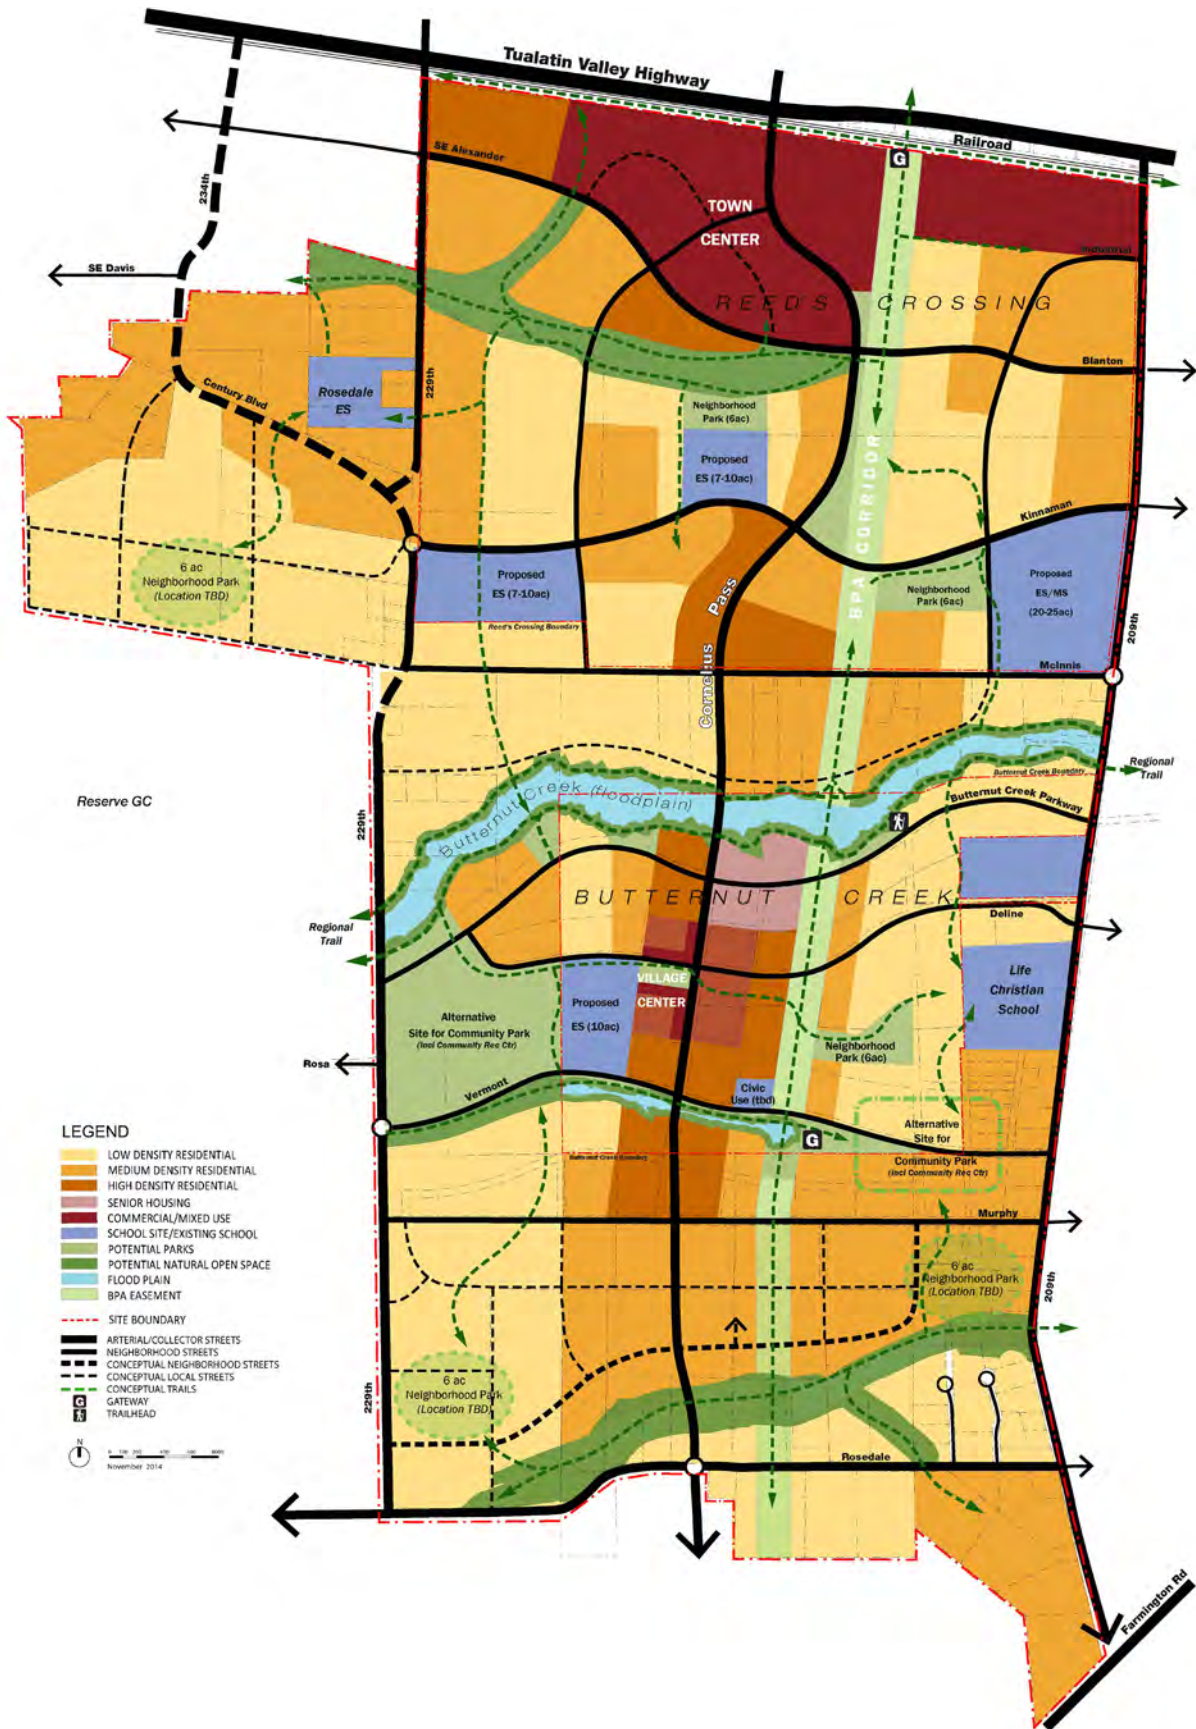 Tualatin Valley Highway
Railroad
SE Alexander
234th
TOWN
CENTER
SE Davis
Industrial
REED'S CROSSING
Blanton
Century Blvd
229th
Rosedale
ES
Neighborhood
Park (6ac)
Proposed
ES (7-10ac)
BPA CORRIDOR
Kinnaman
6 ac
Neighborhood Park
(Location TBD)
Proposed
ES (7-10ac)
Reed's Crossing Boundary
Cornelius Pass
Neighborhood
Park (6ac)
Proposed
ES/MS
(20-25ac)
209th
McInnis
Reserve GC
229th
Butternut Creek (floodplain)
Regional
Trail
Butternut Creek Boundary
Butternut Creek Parkway
BUTTERNUT CREEK
Deline
Regional
Trail
VILLAGE
CENTER
Proposed
ES (10ac)
Life
Christian
School
Alternative
Site for Community Park
(incl Community Rec Ctr)
Neighborhood
Park (6ac)
Rosa
Vermont
Civic
Use (tbd)
Alternative
Site for
Community Park
(incl Community Rec Ctr)
Butternut Creek Boundary
G
G
Murphy
6 ac
Neighborhood Park
(Location TBD)
209th
6 ac
Neighborhood Park
(Location TBD)
229th
Rosedale
Farmington Rd
LEGEND
LOW DENSITY RESIDENTIAL
MEDIUM DENSITY RESIDENTIAL
HIGH DENSITY RESIDENTIAL
SENIOR HOUSING
COMMERCIAL/MIXED USE
SCHOOL SITE/EXISTING SCHOOL
POTENTIAL PARKS
POTENTIAL NATURAL OPEN SPACE
FLOOD PLAIN
BPA EASEMENT
SITE BOUNDARY
ARTERIAL/COLLECTOR STREETS
NEIGHBORHOOD STREETS
CONCEPTUAL NEIGHBORHOOD STREETS
CONCEPTUAL LOCAL STREETS
CONCEPTUAL TRAILS
G GATEWAY
TRAILHEAD
N
November 2014